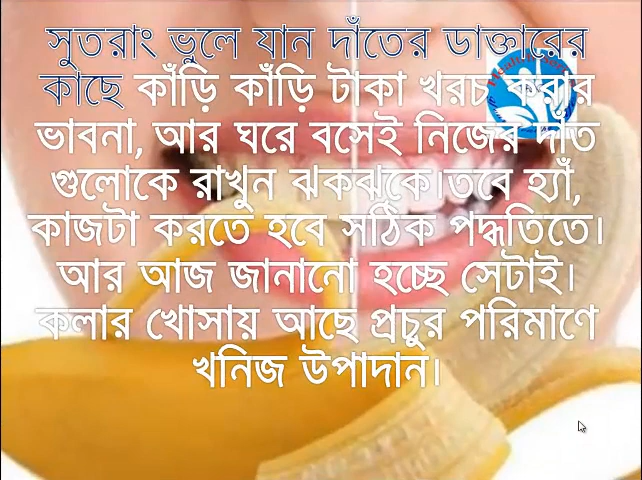 সুতরাং ভুলে যান দাঁতের ডাক্তারের
কাছে কাঁড়ি কাঁড়ি টাকা খরচ করার
ভাবনা, আর ঘরে বসেই নিজের দাঁত
গুলোকে রাখুন ঝকঝকে।তবে হ্যাঁ,
কাজটা করতে হবে সঠিক পদ্ধতিতে।
আর আজ জানানো হচ্ছে সেটাই।
কলার খোসায় আছে প্রচুর পরিমাণে
খনিজ উপাদান।